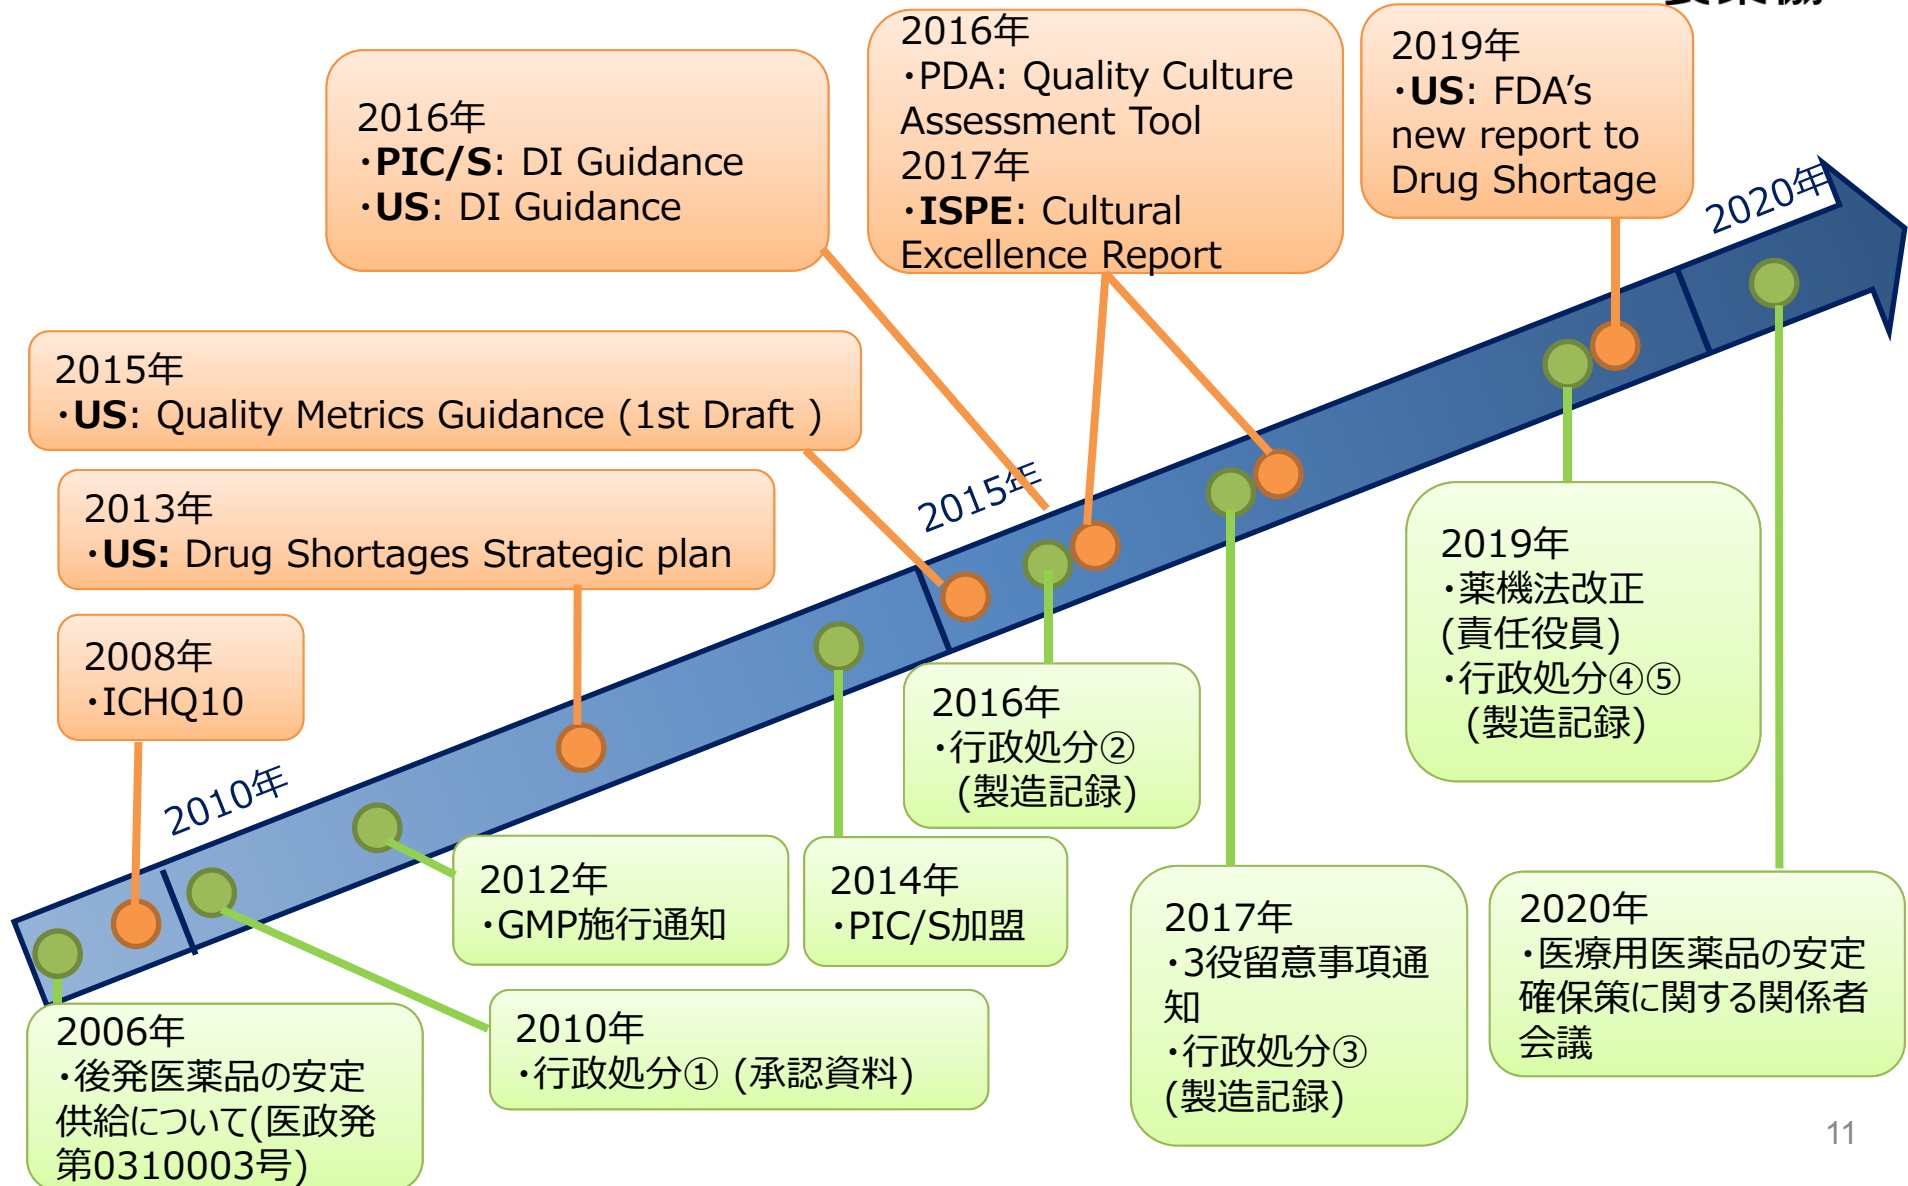 2016年
・PIC/S: DI Guidance
・US: DI Guidance
2016年
・PDA: Quality Culture
Assessment Tool
2017年
・ISPE: Cultural
Excellence Report
2019年
・US: FDA’s
new report to
Drug Shortage
2020年
2015年
・US: Quality Metrics Guidance (1st Draft )
2015年
2013年
・US: Drug Shortages Strategic plan
2008年
・ICHQ10
2010年
2006年
・後発医薬品の安定
供給について(医政発
第0310003号)
2010年
・行政処分① (承認資料)
2012年
・GMP施行通知
2014年
・PIC/S加盟
2016年
・行政処分②
(製造記録)
2017年
・3役留意事項通
知
・行政処分③
(製造記録)
2019年
・薬機法改正
(責任役員)
・行政処分④⑤
(製造記録)
2020年
・医療用医薬品の安定
確保策に関する関係者
会議
11